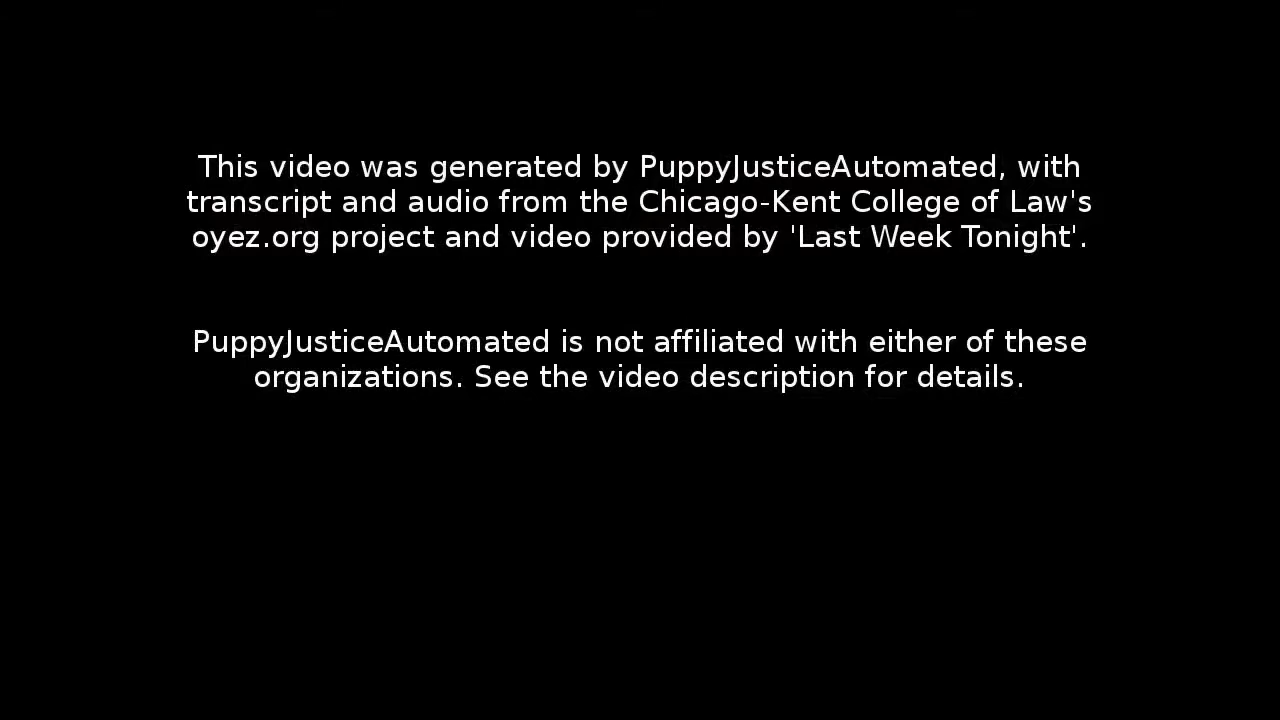 This video was generated by PuppyJusticeAutomated, with
transcript and audio from the Chicago-Kent College of Law's
oyez.org project and video provided by 'Last Week Tonight'.
PuppyJusticeAutomated is not affiliated with either of these
organizations. See the video description for details.